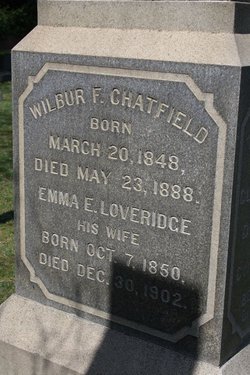 WILBUR F. CHATFIELD
BORN
MARCH 20, 1848,
DIED MAY 23, 1888.
EMMA E. LOVERIDGE
HIS WIFE
BORN OCT. 7, 1850,
DIED DEC. 30, 1902.